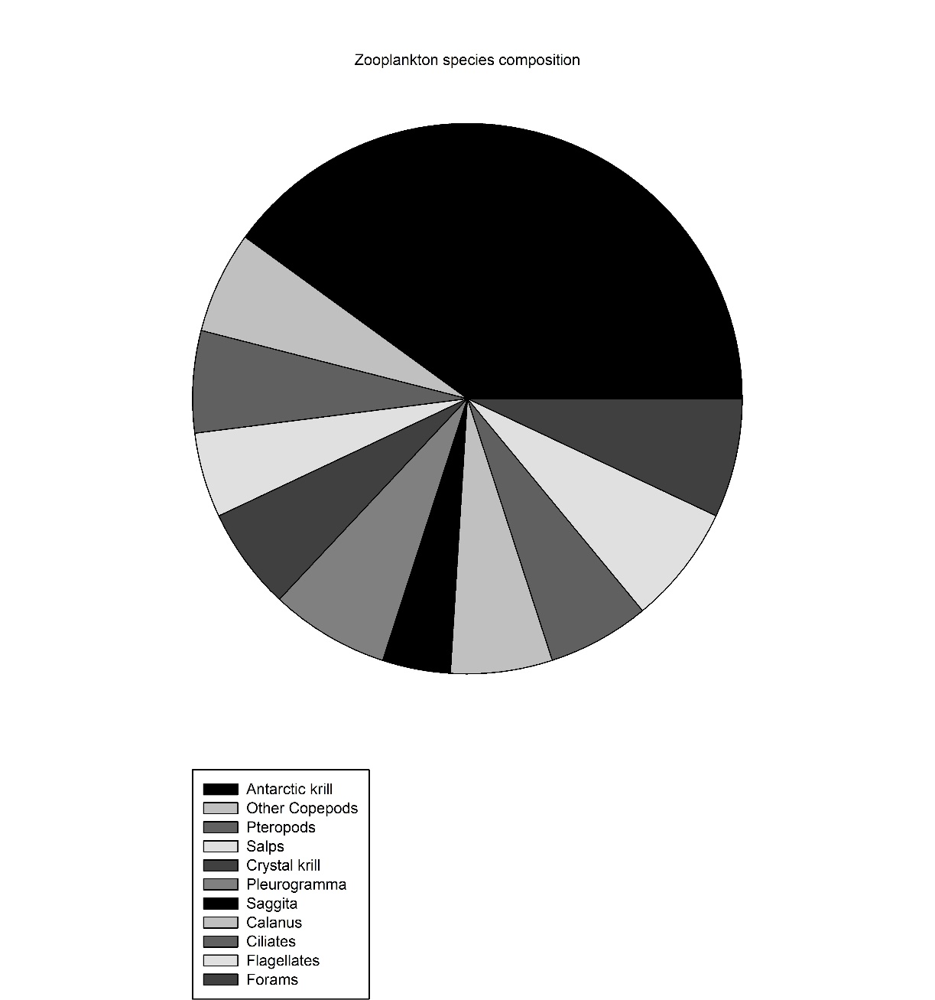 Zooplankton species composition
Antarctic krill
Other Copepods
Pteropods
Salps
Crystal krill
Pleurogramma
Saggita
Calanus
Ciliates
Flagellates
Forams